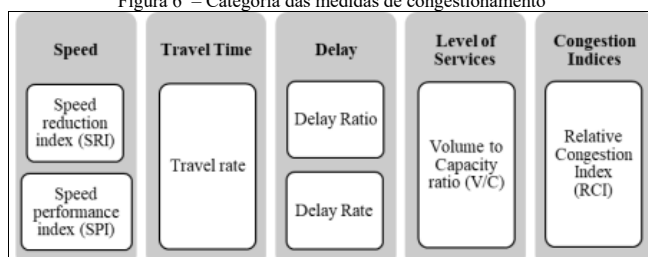 Figura 6 – Categoria das medidas de congestionamento
Speed
Speed
reduction
index (SRI)
Speed
performance
index (SPI)
Travel Time
Travel rate
Delay
Delay Ratio
Delay Rate
Level of
Services
Volume to
Capacity
ratio (V/C)
Congestion
Indices
Relative
Congestion
Index
(RCI)